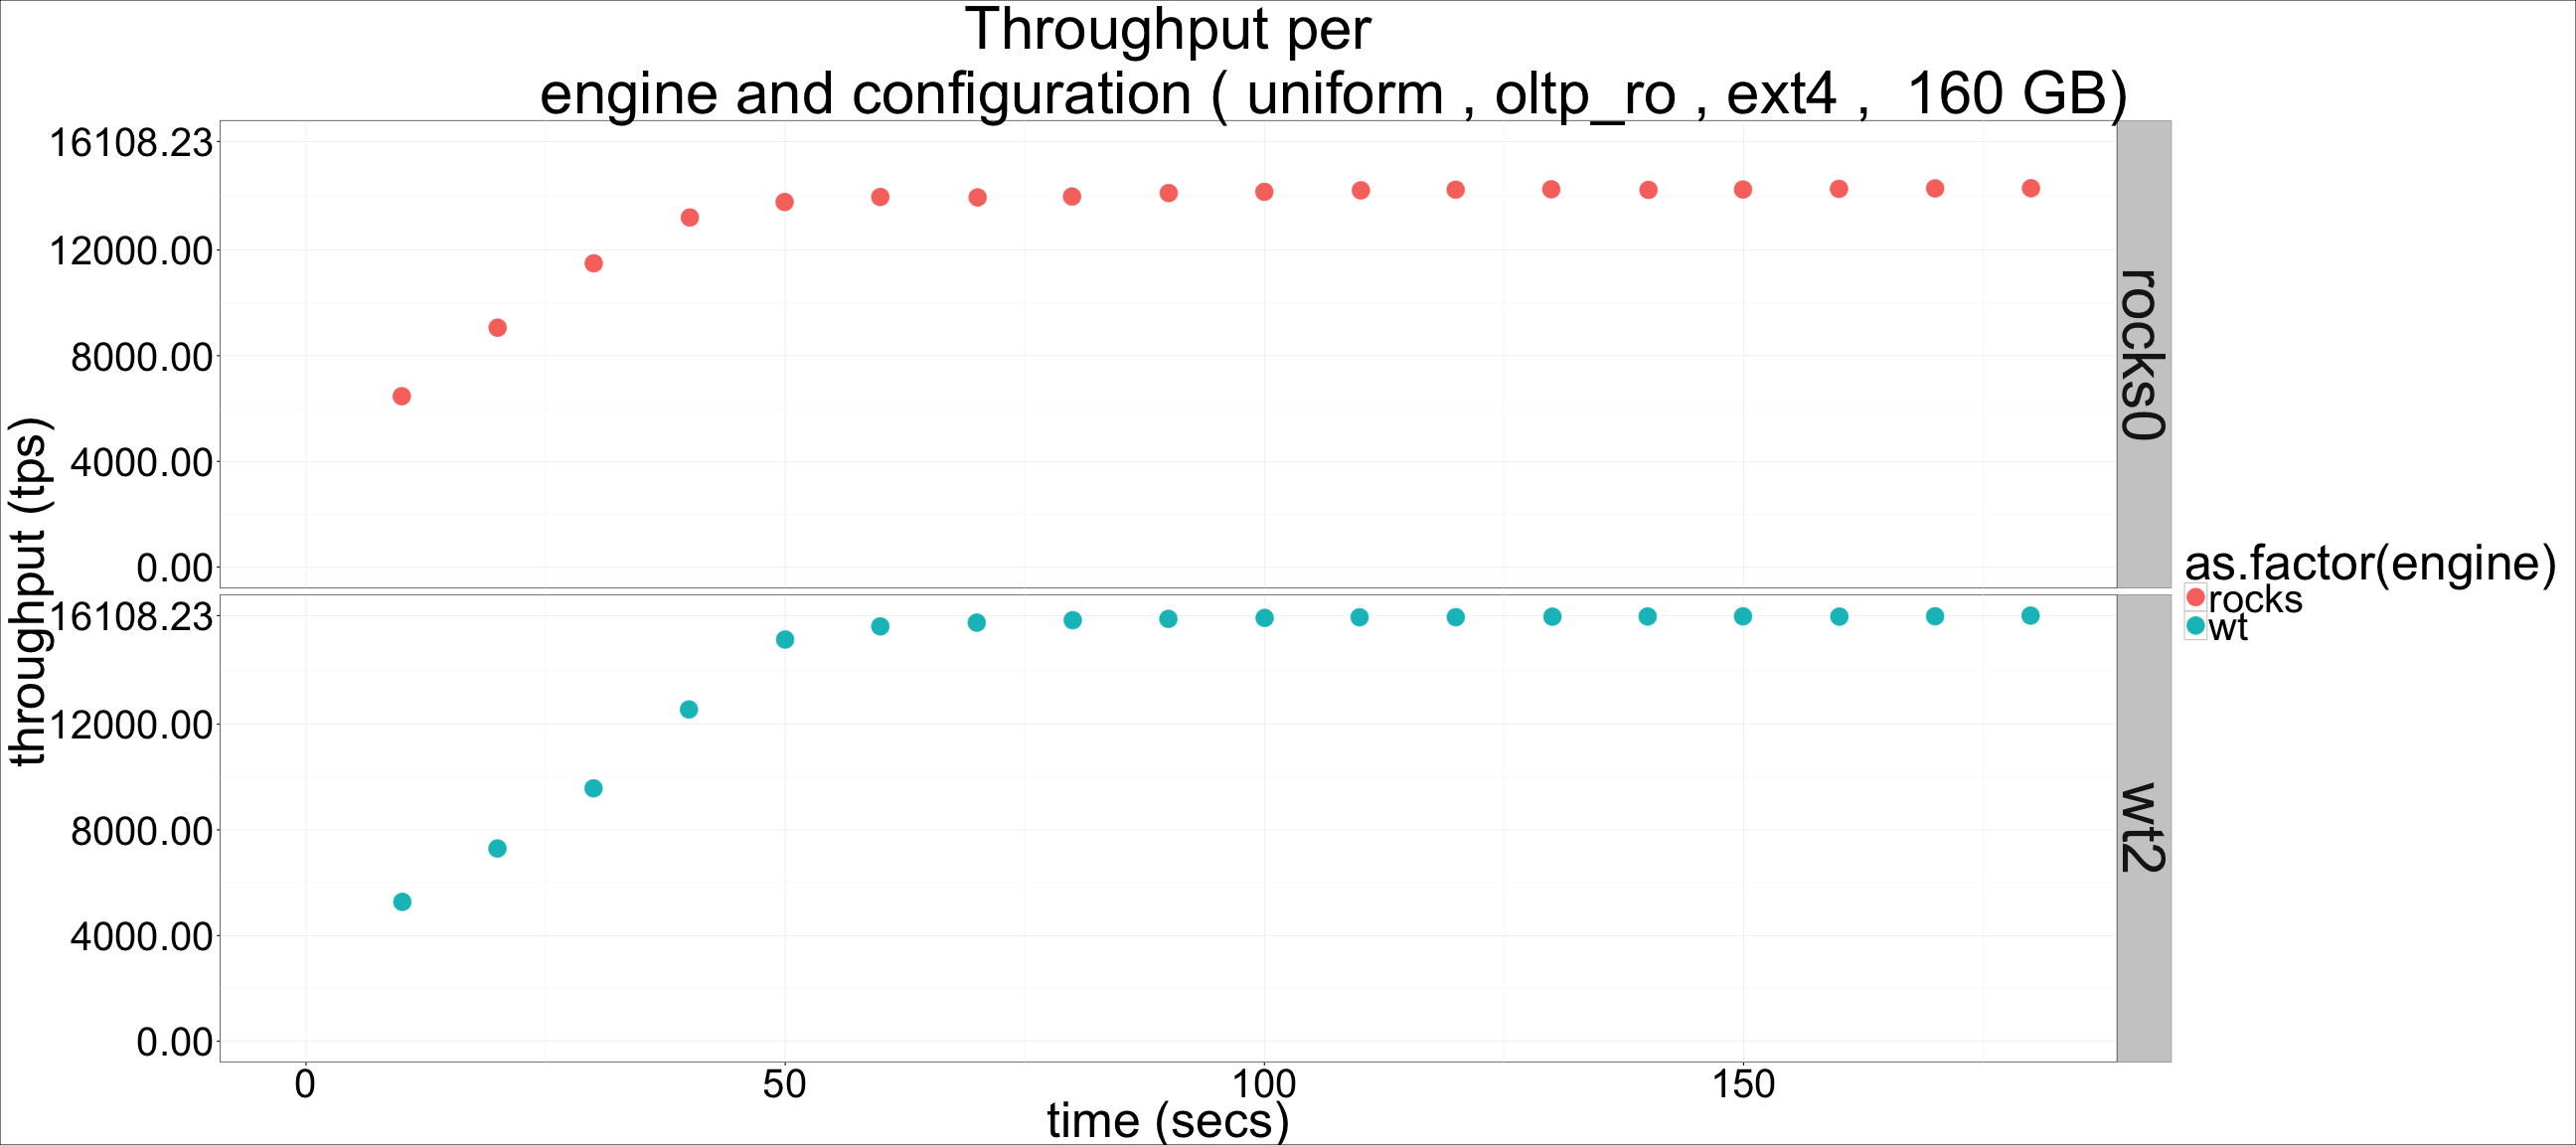 Throughput per
engine and configuration ( uniform , oltp_ro , ext4 ,  160 GB)
throughput (tps)
16108.23
12000.00
8000.00
4000.00
0.00
rocks0
16108.23
12000.00
8000.00
4000.00
0.00
wt2
0
50
100
150
time (secs)
as.factor(engine)
rocks
wt